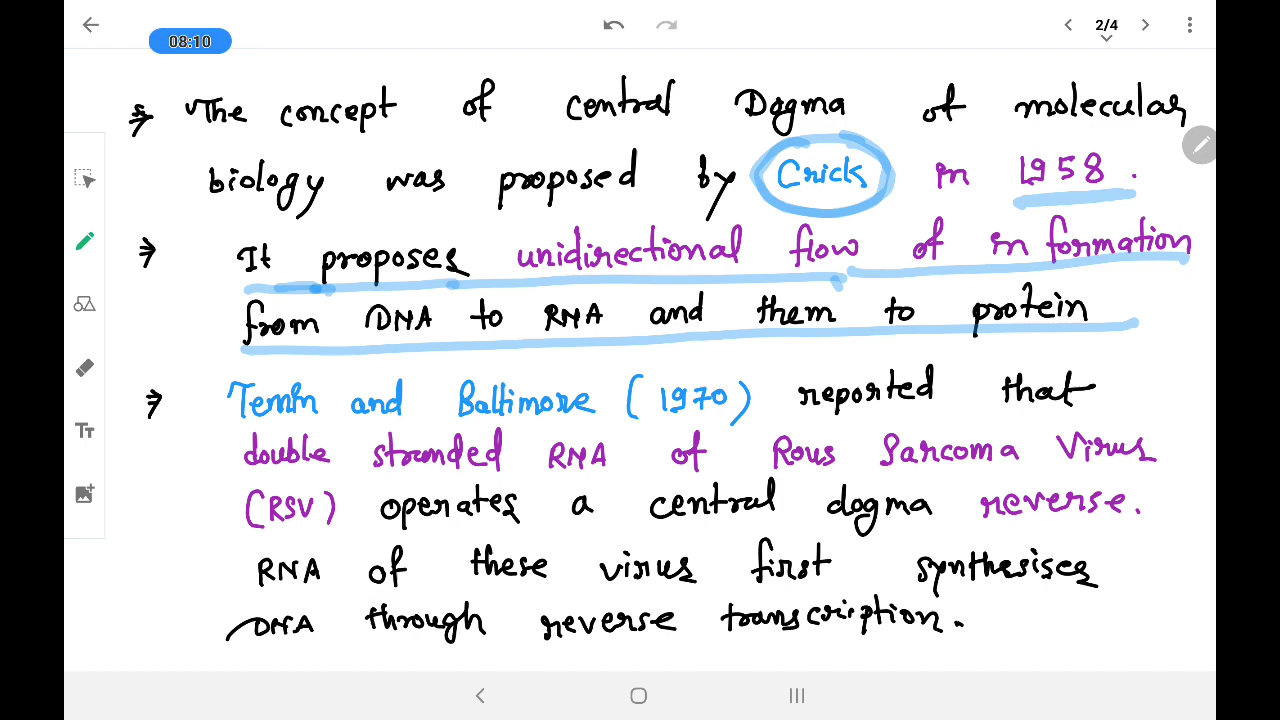 08:10
2/4
⇒ The concept of central Dogma of molecular
biology was proposed by Crick in 1958.
⇒ It proposes unidirectional flow of information
from DNA to RNA and them to protein
⇒ Temin and Baltimore (1970) reported that
double stranded RNA of Rous Sarcoma Virus
(RSV) operates a central dogma reverse.
RNA of these virus first synthesises
DNA through reverse transcription.
Tт